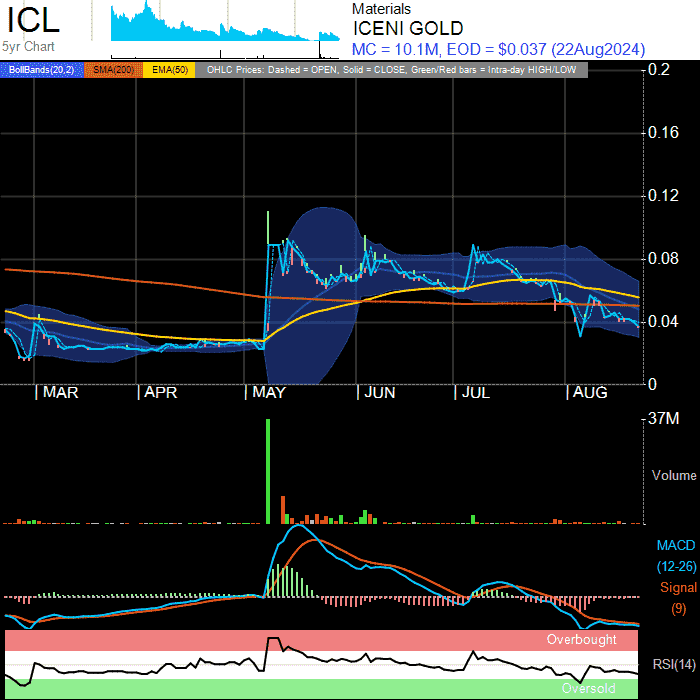 ICL
5yr Chart
Materials
ICENI GOLD
MC = 10.1M, EOD = $0.037 (22Aug2024)
BollBands(20,2) SMA(200) EMA(50) OHLC Prices: Dashed = OPEN, Solid = CLOSE, Green/Red bars = Intra-day HIGH/LOW
0.2
0.16
0.12
0.08
0.04
0
| MAR | APR | MAY | JUN | JUL | AUG
37M
Volume
MACD
(12-26)
Signal
(9)
Overbought
RSI(14)
Oversold